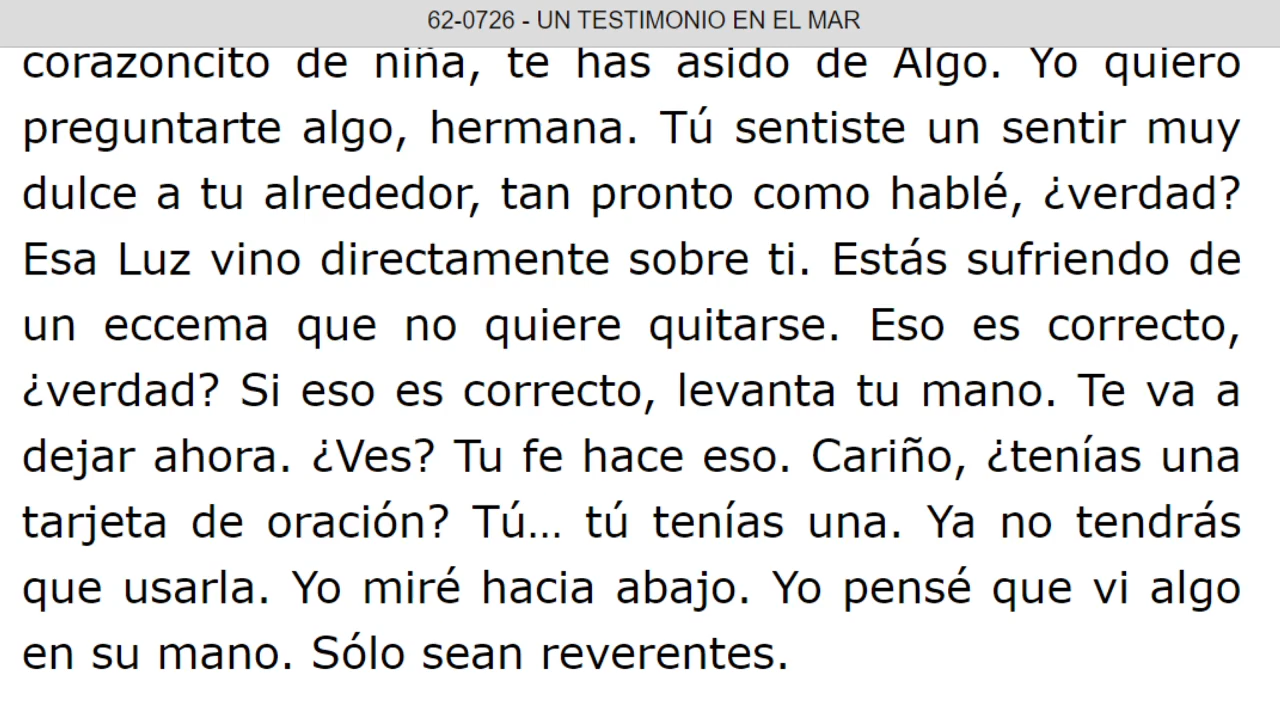 62-0726 - UN TESTIMONIO EN EL MAR
corazoncito de niña, te has asido de Algo. Yo quiero
preguntarte algo, hermana. Tú sentiste un sentir muy
dulce a tu alrededor, tan pronto como hablé, ¿verdad?
Esa Luz vino directamente sobre ti. Estás sufriendo de
un eccema que no quiere quitarse. Eso es correcto,
¿verdad? Si eso es correcto, levanta tu mano. Te va a
dejar ahora. ¿Ves? Tu fe hace eso. Cariño, ¿tenías una
tarjeta de oración? Tú... tú tenías una. Ya no tendrás
que usarla. Yo miré hacia abajo. Yo pensé que vi algo
en su mano. Sólo sean reverentes.